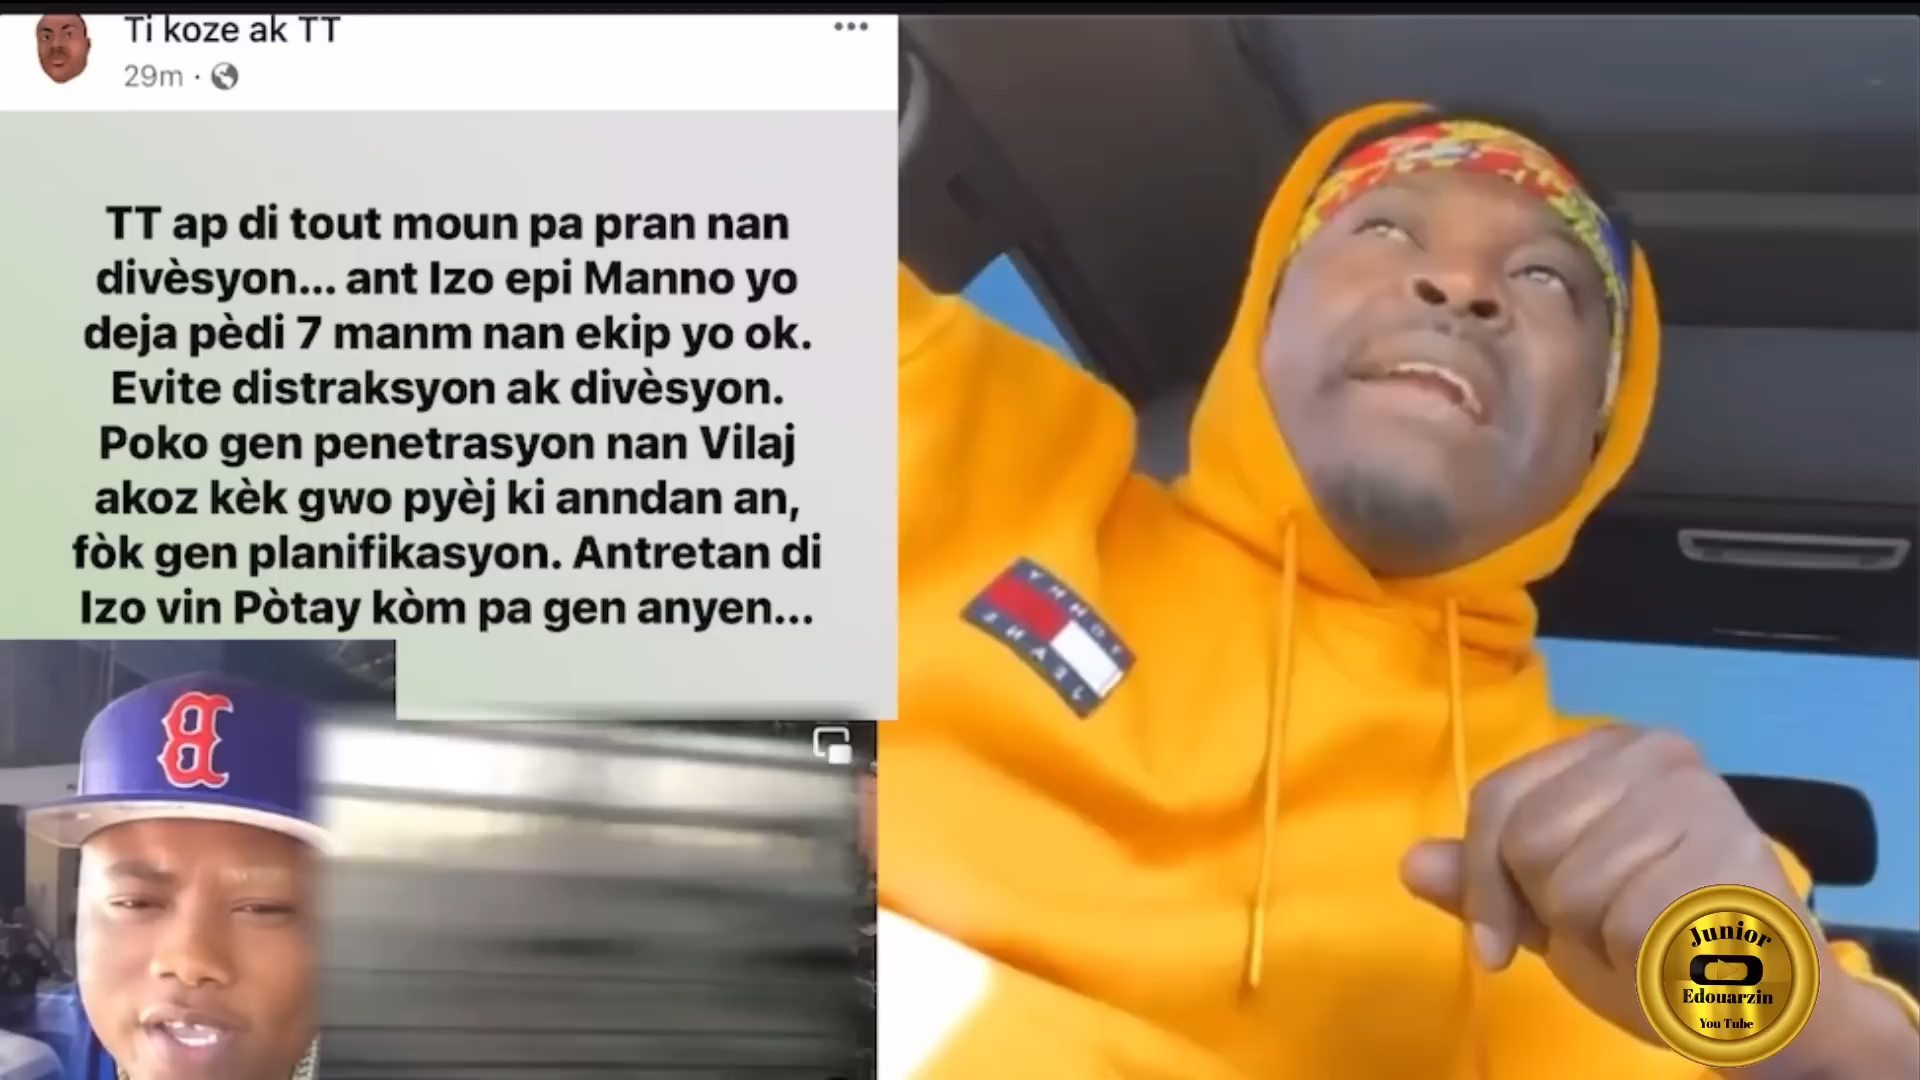 Ti koze ak TT
29m ·
TT ap di tout moun pa pran nan
divèsyon... ant Izo epi Manno yo
deja pèdi 7 manm nan ekip yo ok.
Evite distraksyon ak divèsyon.
Poko gen penetrasyon nan Vilaj
akoz kèk gwo pyèj ki anndan an,
fòk gen planifikasyon. Antretan di
Izo vin Pòtay kòm pa gen anyen...
B
TOMMY
JEANS
Junior
Edouarzin
You Tube